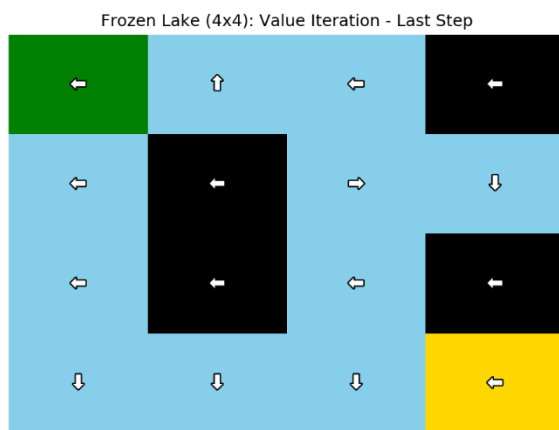 Frozen Lake (4x4): Value Iteration - Last Step